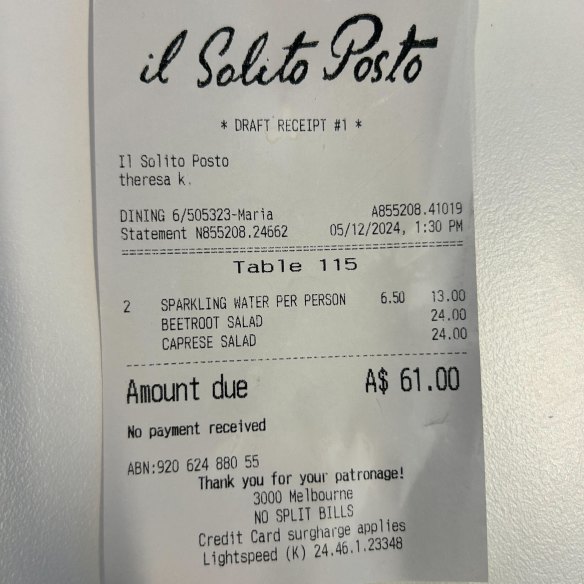 il Solito Posto
* DRAFT RECEIPT #1 *
Il Solito Posto
theresa k.
DINING 6/505323-Maria A855208.41019
Statement N855208.24662 05/12/2024, 1:30 PM
Table 115
2 SPARKLING WATER PER PERSON 6.50 13.00
BEETROOT SALAD 24.00
CAPRESE SALAD 24.00
Amount due A$ 61.00
No payment received
ABN:920 624 880 55
Thank you for your patronage!
3000 Melbourne
NO SPLIT BILLS
Credit Card surgharge applies
Lightspeed (K) 24.46.1.23348